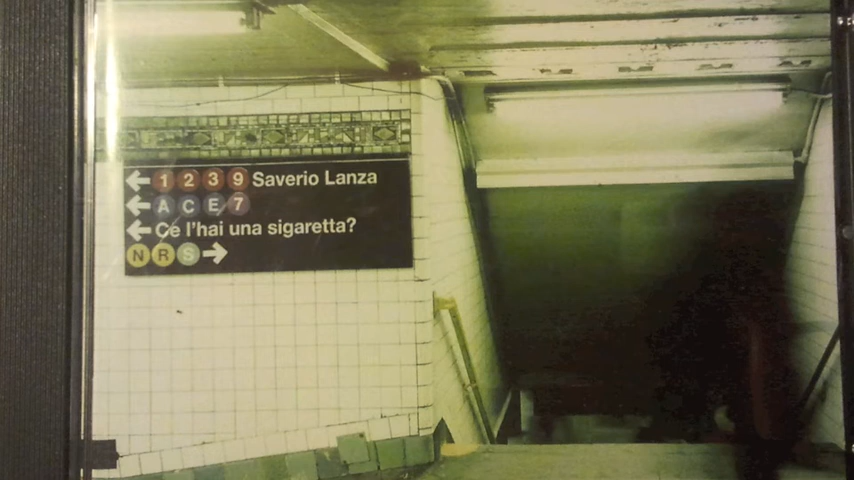 ← 1 2 3 9 Saverio Lanza
← A C E 7
← Ce l'hai una sigaretta?
N R S →